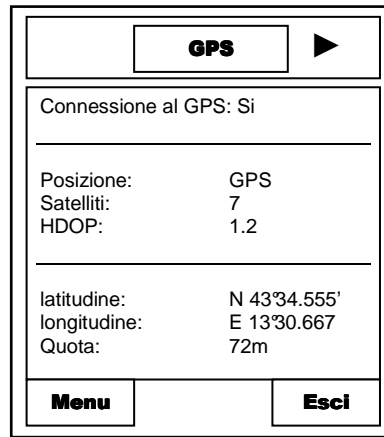 GPS
Connessione al GPS: Si
Posizione: GPS
Satelliti: 7
HDOP: 1.2
latitudine: N 43°34.555'
longitudine: E 13°30.667
Quota: 72m
Menu Esci